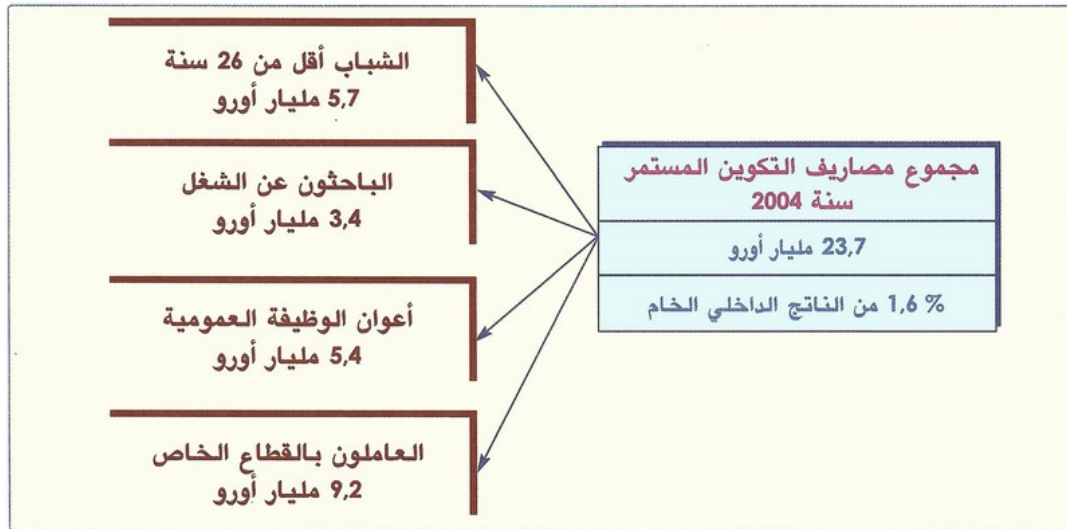 مجموع مصاريف التكوين المستمر
سنة 2004
23,7 مليار أورو
% 1,6 من الناتج الداخلي الخام
الشباب أقل من 26 سنة
5,7 مليار أورو
الباحثون عن الشغل
3,4 مليار أورو
أعوان الوظيفة العمومية
5,4 مليار أورو
العاملون بالقطاع الخاص
9,2 مليار أورو